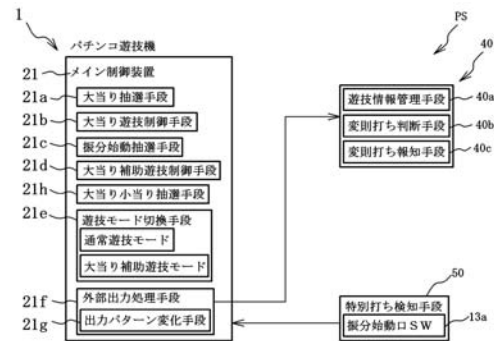 1
PS
パチンコ遊技機
21
メイン制御装置
21a
大当り抽選手段
21b
大当り遊技制御手段
21c
振分始動抽選手段
21d
大当り補助遊技制御手段
21h
大当り小当り抽選手段
21e
遊技モード切換手段
通常遊技モード
大当り補助遊技モード
21f
外部出力処理手段
21g
出力パターン変化手段
40
遊技情報管理手段
40a
変則打ち判断手段
40b
変則打ち報知手段
40c
50
特別打ち検知手段
振分始動口SW
13a